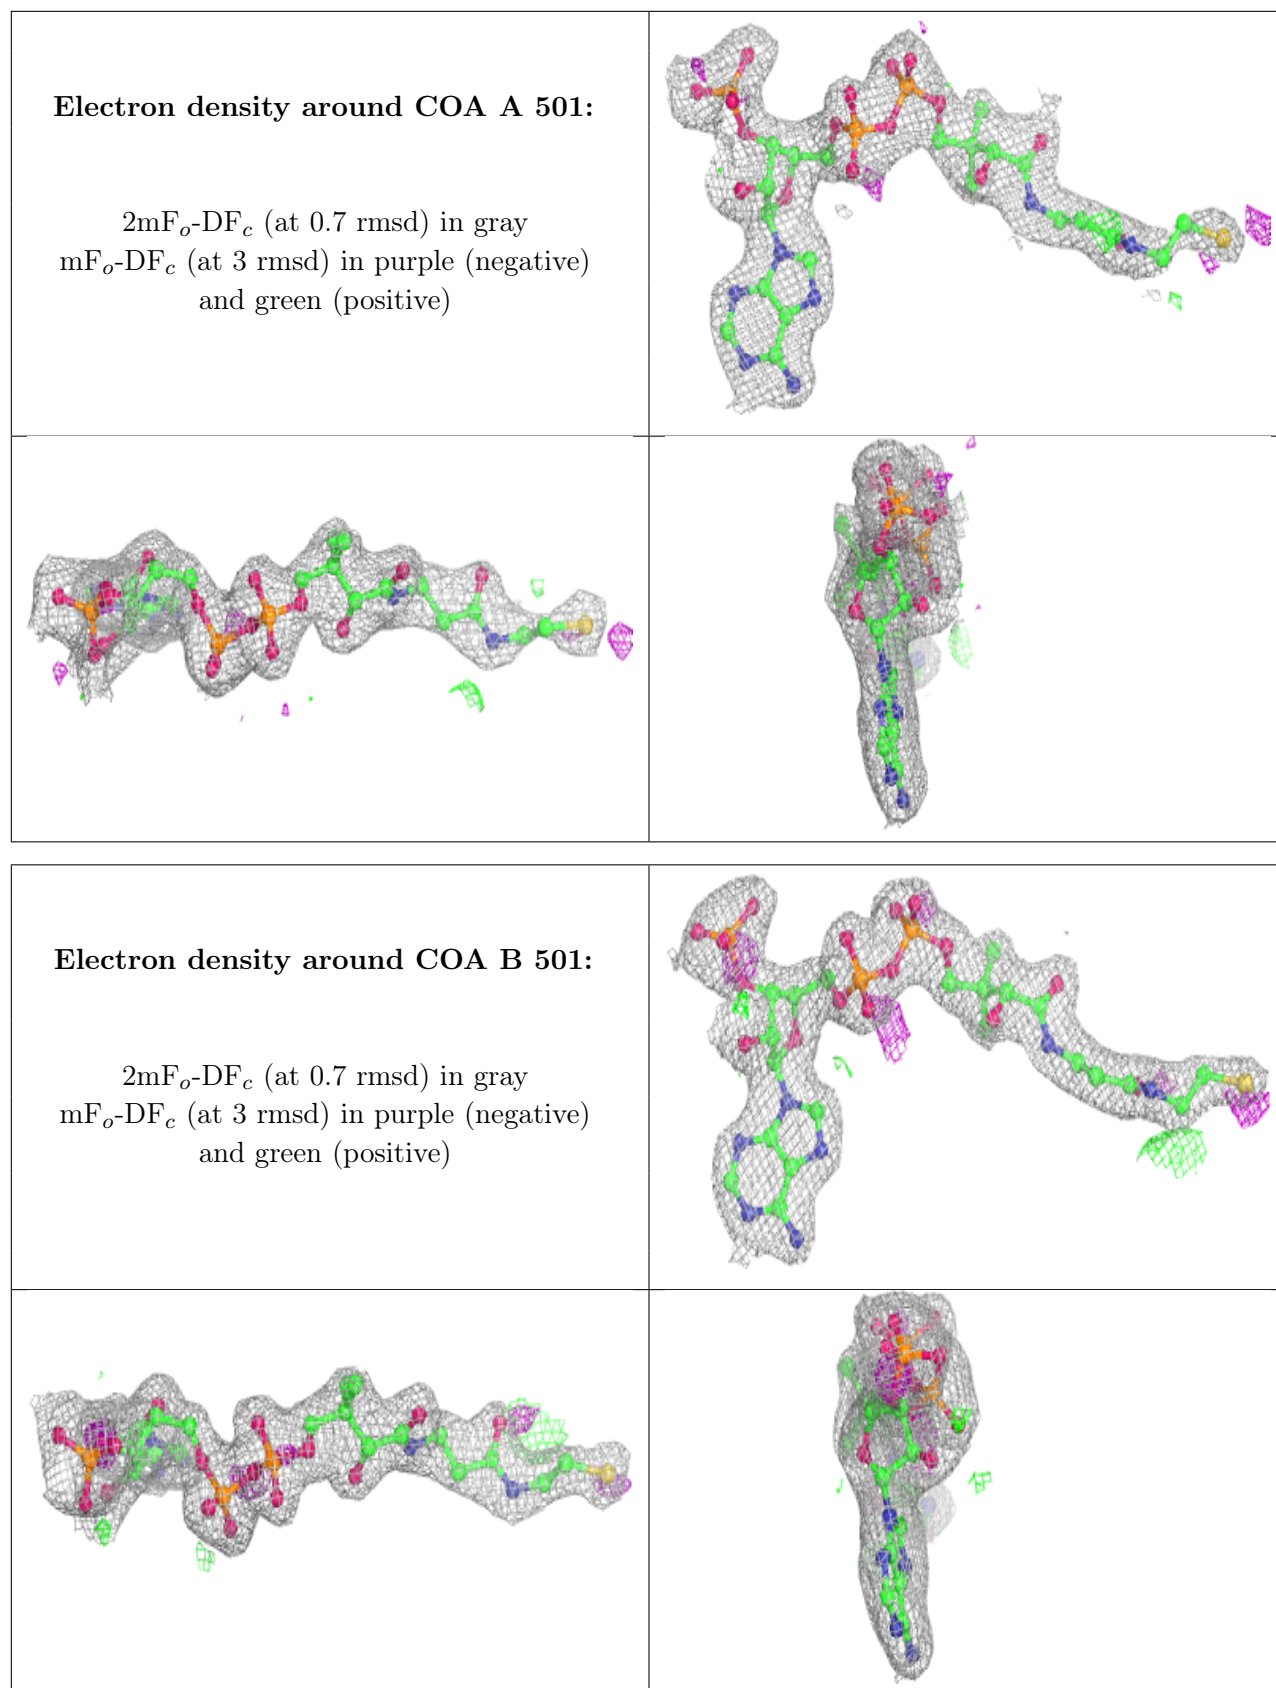 Electron density around COA A 501:
2mFo-DFc (at 0.7 rmsd) in gray
mFo-DFc (at 3 rmsd) in purple (negative)
and green (positive)
Electron density around COA B 501:
2mFo-DFc (at 0.7 rmsd) in gray
mFo-DFc (at 3 rmsd) in purple (negative)
and green (positive)